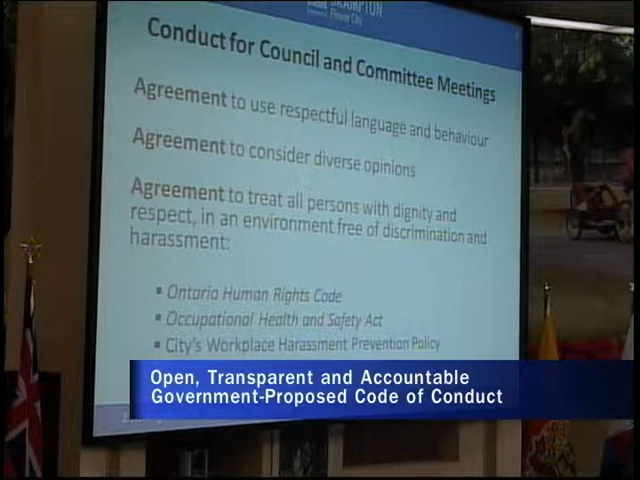 BRAMPTON
Flower City
Conduct for Council and Committee Meetings
Agreement to use respectful language and behaviour
Agreement to consider diverse opinions
Agreement to treat all persons with dignity and
respect, in an environment free of discrimination and
harassment:
▪ Ontario Human Rights Code
▪ Occupational Health and Safety Act
▪ City's Workplace Harassment Prevention Policy
Open, Transparent and Accountable
Government-Proposed Code of Conduct